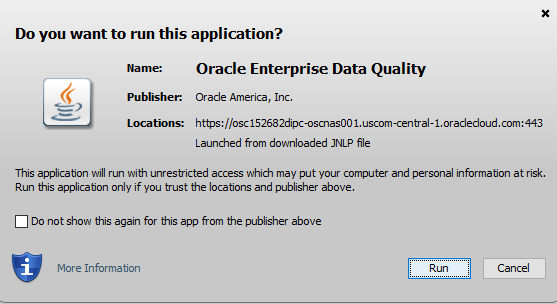 Do you want to run this application?
Name: Oracle Enterprise Data Quality
Publisher: Oracle America, Inc.
Locations: https://osc152682dipc-oscnas001.uscom-central-1.oraclecloud.com:443
Launched from downloaded JNLP file
This application will run with unrestricted access which may put your computer and personal information at risk.
Run this application only if you trust the locations and publisher above.
Do not show this again for this app from the publisher above
More Information
Run
Cancel